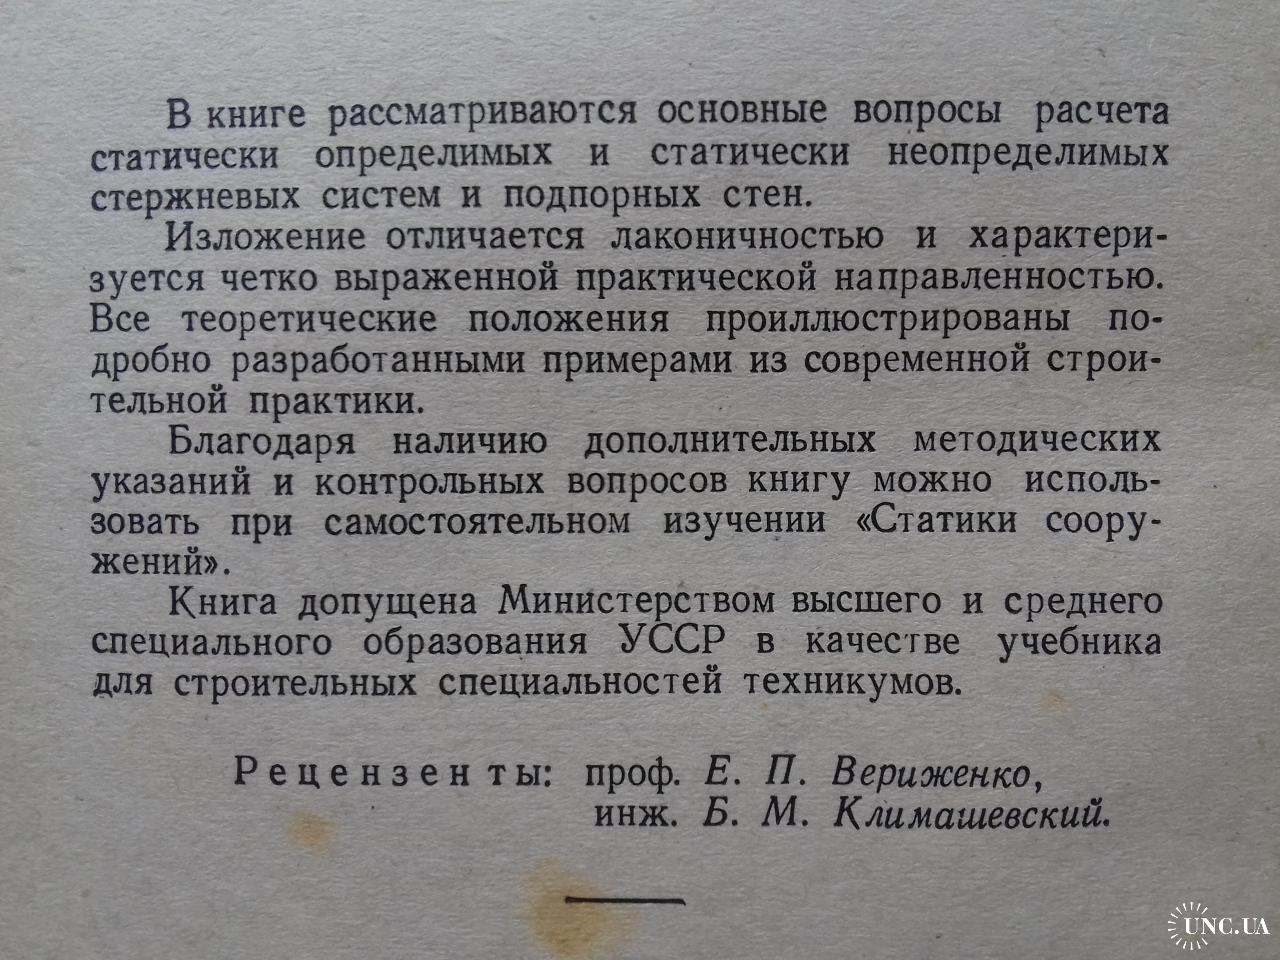 В книге рассматриваются основные вопросы расчета
статически определимых и статически неопределимых
стержневых систем и подпорных стен.
Изложение отличается лаконичностью и характери-
зуется четко выраженной практической направленностью.
Все теоретические положения проиллюстрированы по-
дробно разработанными примерами из современной строи-
тельной практики.
Благодаря наличию дополнительных методических
указаний и контрольных вопросов книгу можно исполь-
зовать при самостоятельном изучении «Статики соору-
жений».
Книга допущена Министерством высшего и среднего
специального образования УССР в качестве учебника
для строительных специальностей техникумов.
Рецензенты: проф. Е. П. Вериженко,
инж. Б. М. Климашевский.
UNC.UA